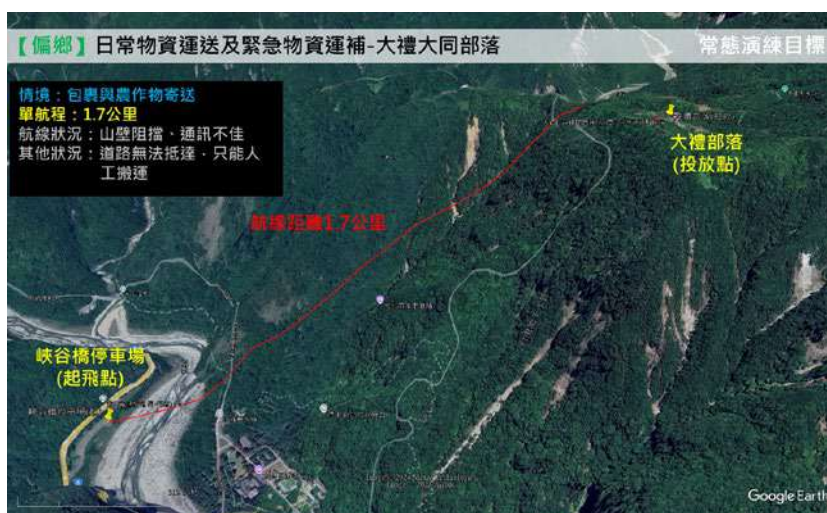 【偏鄉】日常物資運送及緊急物資運補-大禮大同部落
常態演練目標
情境：包裹與農作物寄送
單航程：1.7公里
航線狀況：山壁阻擋、通訊不佳
其他狀況：道路無法抵達，只能人
工搬運
大禮部落
(投放點)
航線距離1.7公里
峽谷橋停車場
(起飛點)
Google Earth